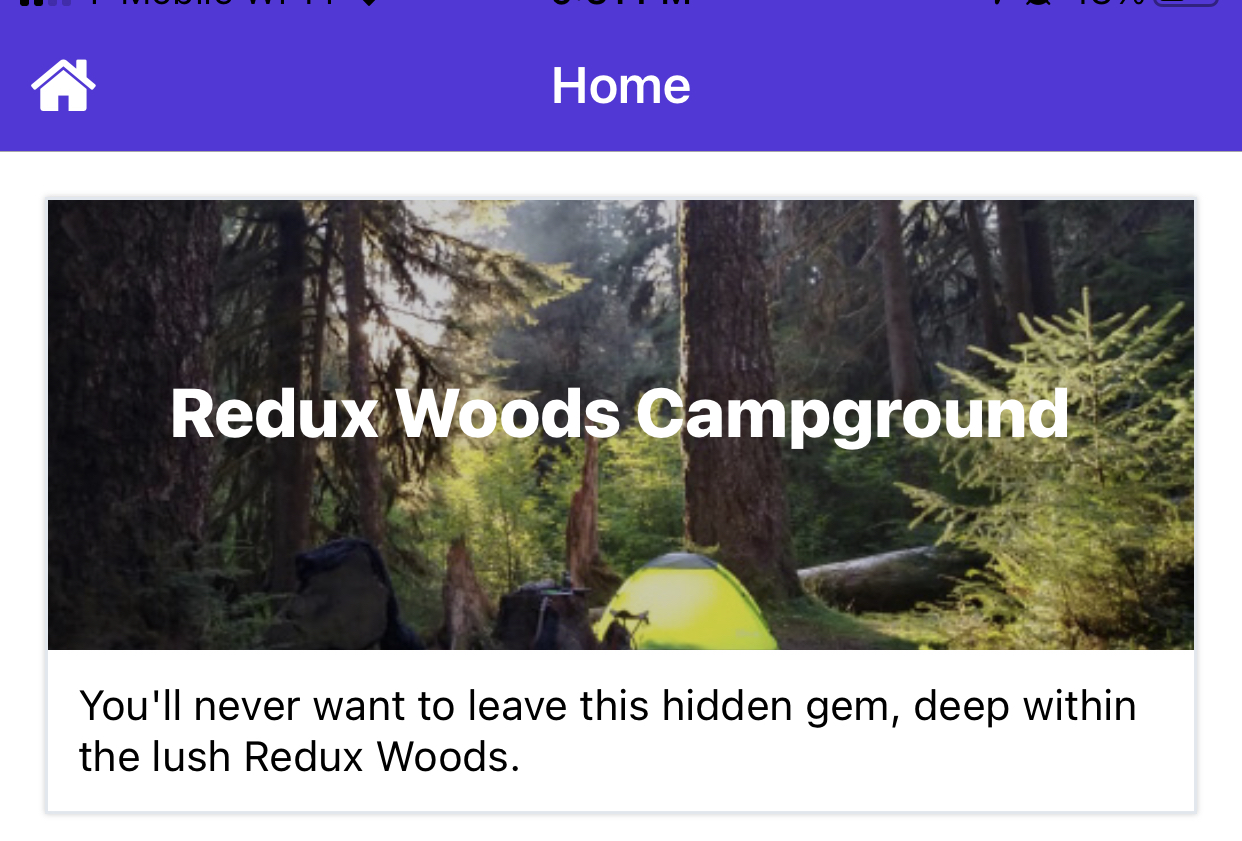 Home
Redux Woods Campground
You'll never want to leave this hidden gem, deep within
the lush Redux Woods.